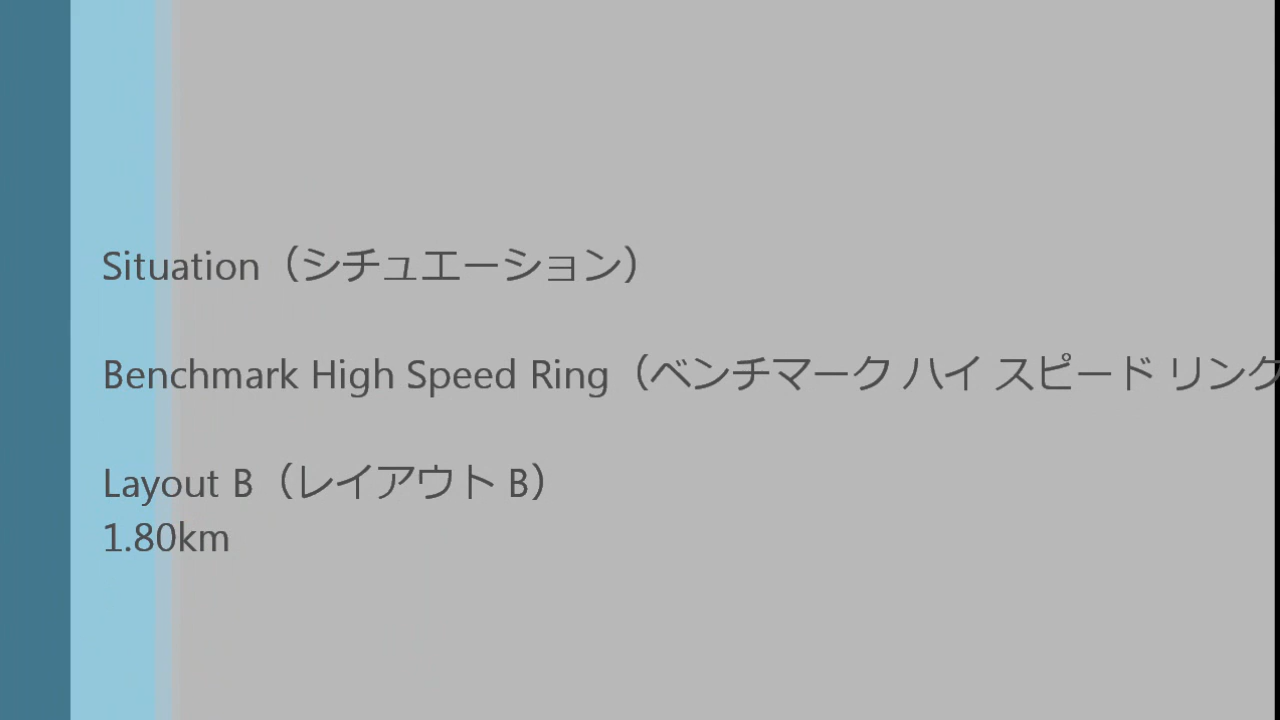 Situation（シチュエーション）
Benchmark High Speed Ring（ベンチマーク ハイ スピード リング
Layout B（レイアウト B）
1.80km